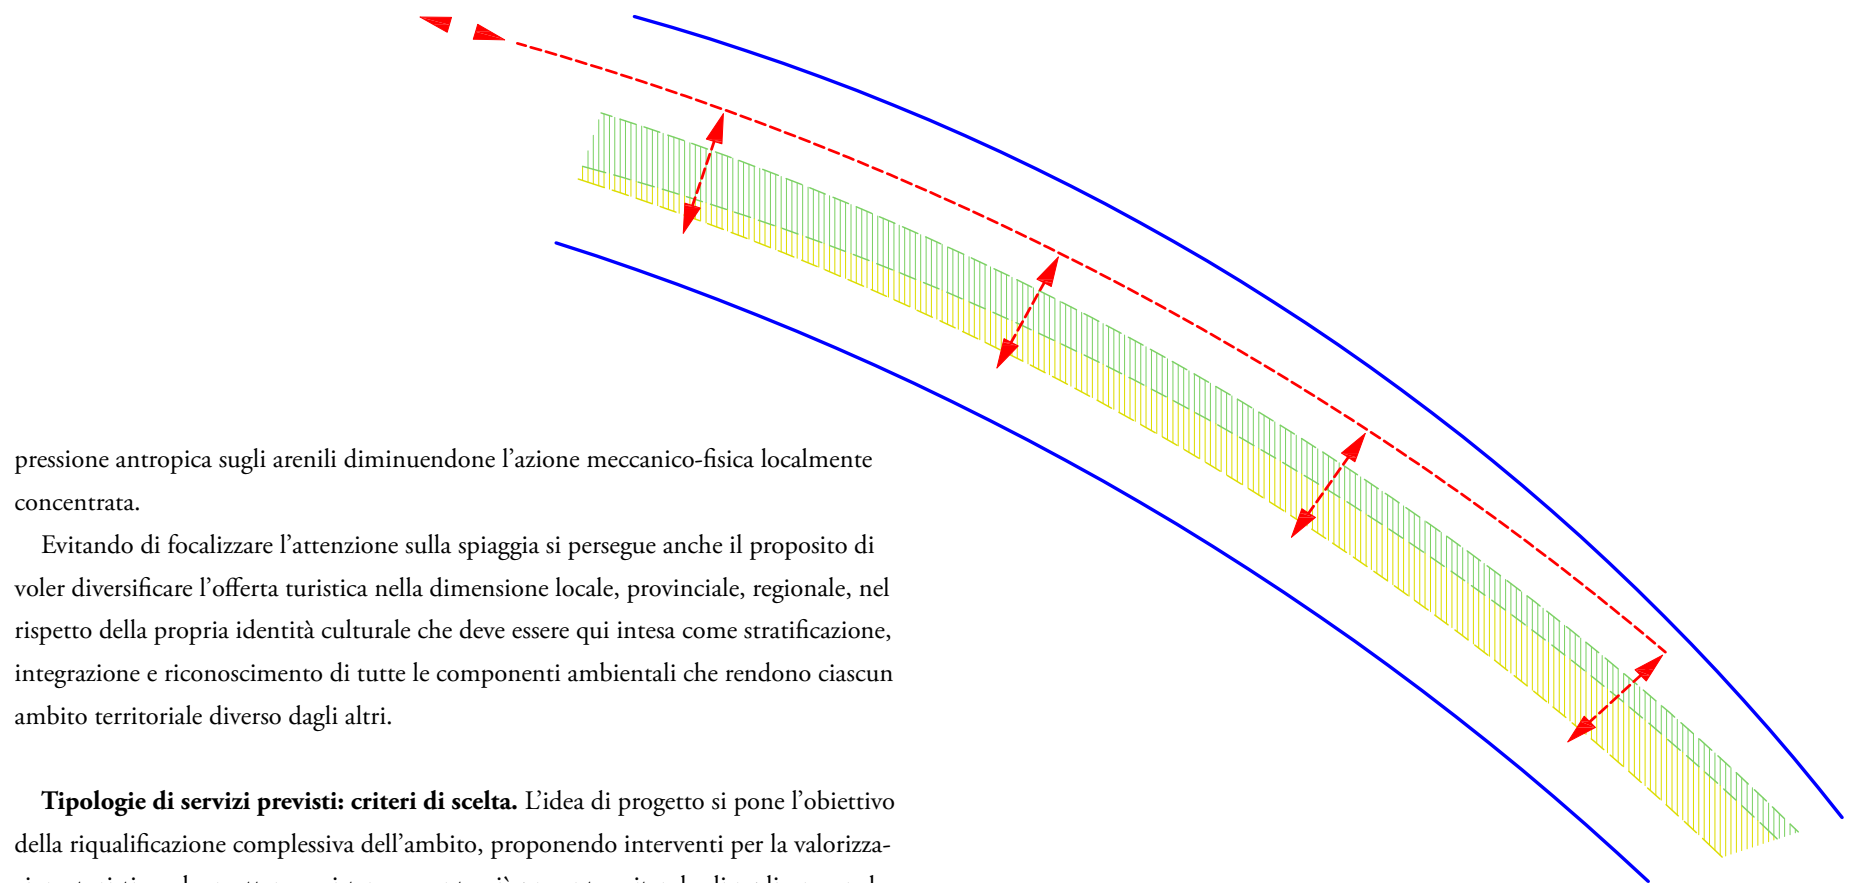 pressione antropica sugli arenili diminuendone l’azione meccanico-fisica localmente
concentrata.
Evitando di focalizzare l’attenzione sulla spiaggia si persegue anche il proposito di
voler diversificare l’offerta turistica nella dimensione locale, provinciale, regionale, nel
rispetto della propria identità culturale che deve essere qui intesa come stratificazione,
integrazione e riconoscimento di tutte le componenti ambientali che rendono ciascun
ambito territoriale diverso dagli altri.
Tipologie di servizi previsti: criteri di scelta. L’idea di progetto si pone l’obiettivo
della riqualificazione complessiva dell’ambito, proponendo interventi per la valorizza-